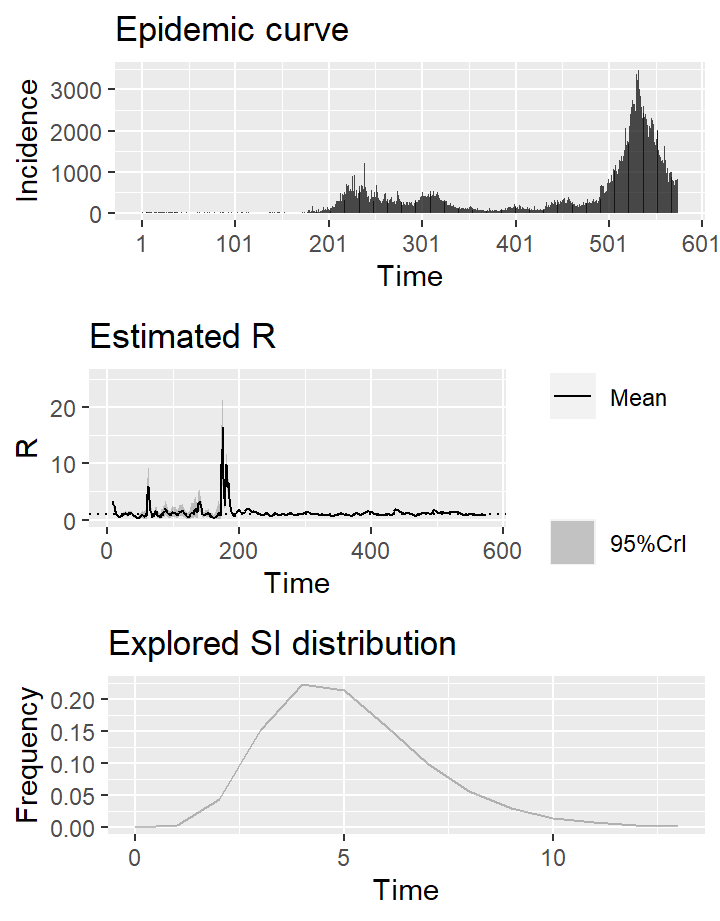 Epidemic curve
Incidence
3000
2000
1000
0
1 101 201 301 401 501 601
Time
Estimated R
R
20
10
0
0 200 400 600
Time
Mean
95%CrI
Explored SI distribution
Frequency
0.20
0.15
0.10
0.05
0.00
0 5 10
Time